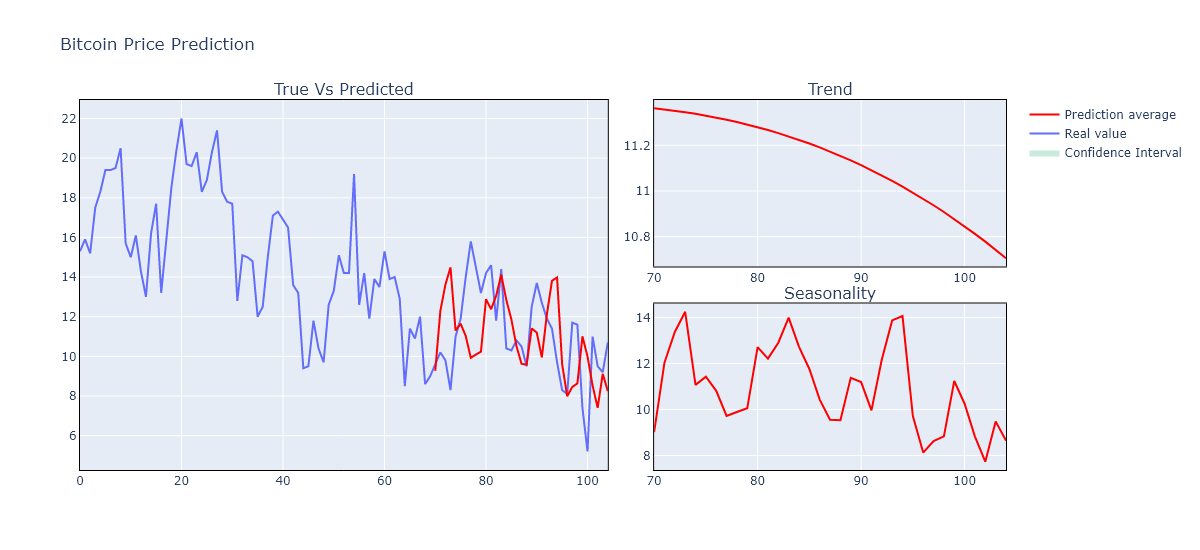 Bitcoin Price Prediction
True Vs Predicted
22
20
18
16
14
12
10
8
6
0 20 40 60 80 100
Trend
11.2
11
10.8
70 80 90 100
Seasonality
14
12
10
8
70 80 90 100
Prediction average
Real value
Confidence Interval